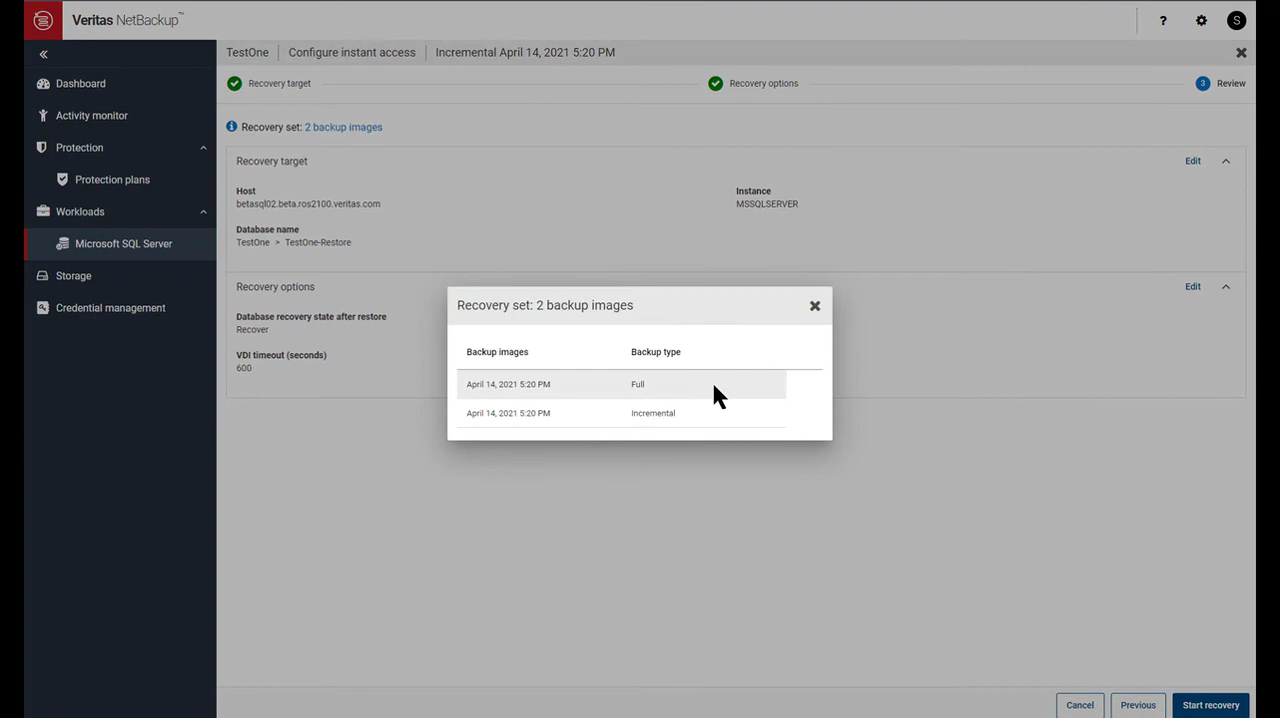 Veritas NetBackup™
? S
Dashboard
Activity monitor
Protection
Protection plans
Workloads
Microsoft SQL Server
Storage
Credential management
TestOne Configure instant access Incremental April 14, 2021 5:20 PM
Recovery target Recovery options 3 Review
Recovery set: 2 backup images
Recovery target Edit
Host Instance
betasql02.beta.ros2100.veritas.com MSSQLSERVER
Database name
TestOne > TestOne-Restore
Recovery options Edit
Database recovery state after restore
Recover
VDI timeout (seconds)
600
Recovery set: 2 backup images
Backup images Backup type
April 14, 2021 5:20 PM Full
April 14, 2021 5:20 PM Incremental
Cancel Previous Start recovery